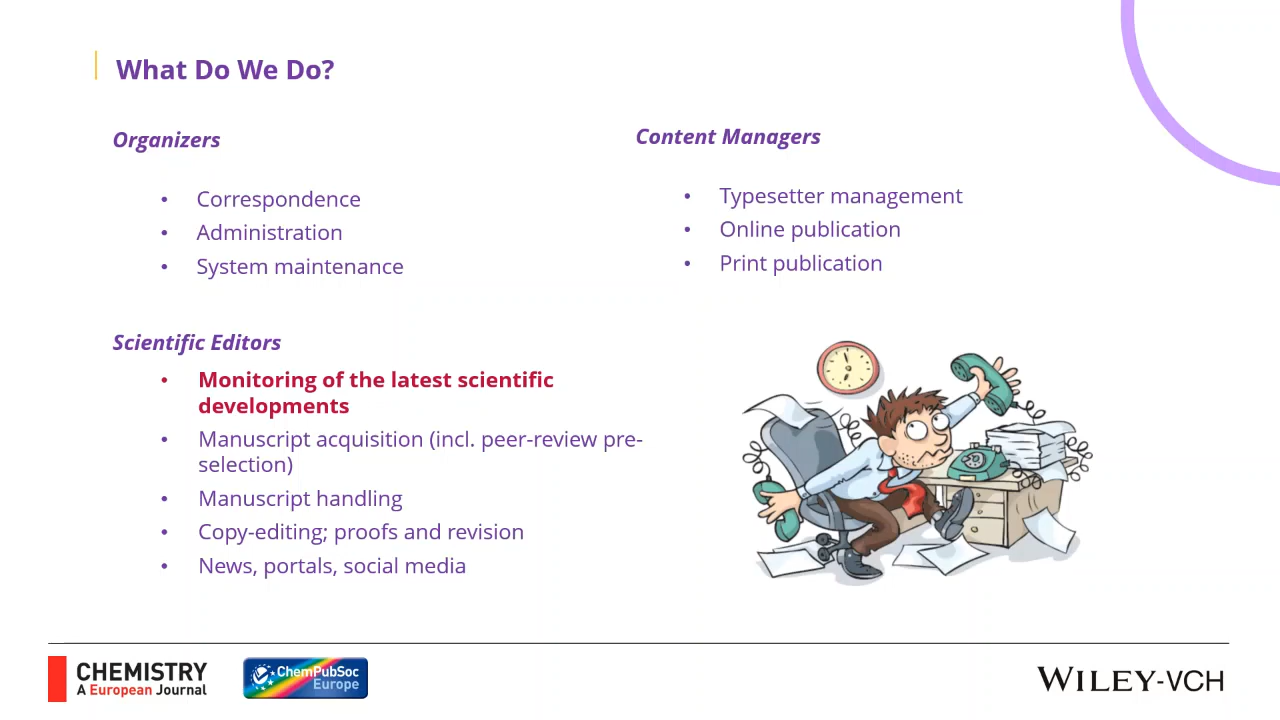 What Do We Do?
Organizers
• Correspondence
• Administration
• System maintenance
Content Managers
• Typesetter management
• Online publication
• Print publication
Scientific Editors
• Monitoring of the latest scientific
developments
• Manuscript acquisition (incl. peer-review pre-
selection)
• Manuscript handling
• Copy-editing; proofs and revision
• News, portals, social media
CHEMISTRY
A European Journal
ChemPubSoc
Europe
WILEY-VCH